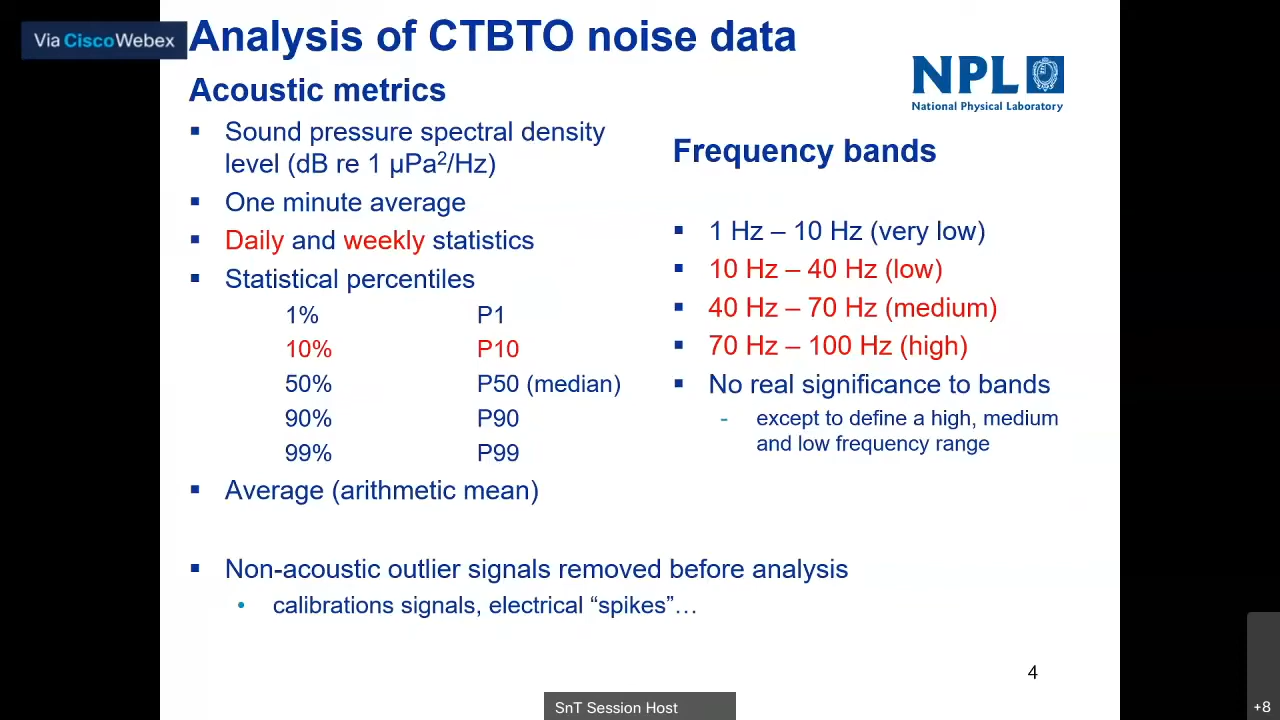 Via CiscoWebex
Analysis of CTBTO noise data
NPL
National Physical Laboratory
Acoustic metrics
▪ Sound pressure spectral density
level (dB re 1 µPa²/Hz)
▪ One minute average
▪ Daily and weekly statistics
▪ Statistical percentiles
1% P1
10% P10
50% P50 (median)
90% P90
99% P99
▪ Average (arithmetic mean)
▪ Non-acoustic outlier signals removed before analysis
• calibrations signals, electrical “spikes”…
Frequency bands
▪ 1 Hz – 10 Hz (very low)
▪ 10 Hz – 40 Hz (low)
▪ 40 Hz – 70 Hz (medium)
▪ 70 Hz – 100 Hz (high)
▪ No real significance to bands
- except to define a high, medium
and low frequency range
4
SnT Session Host
+8